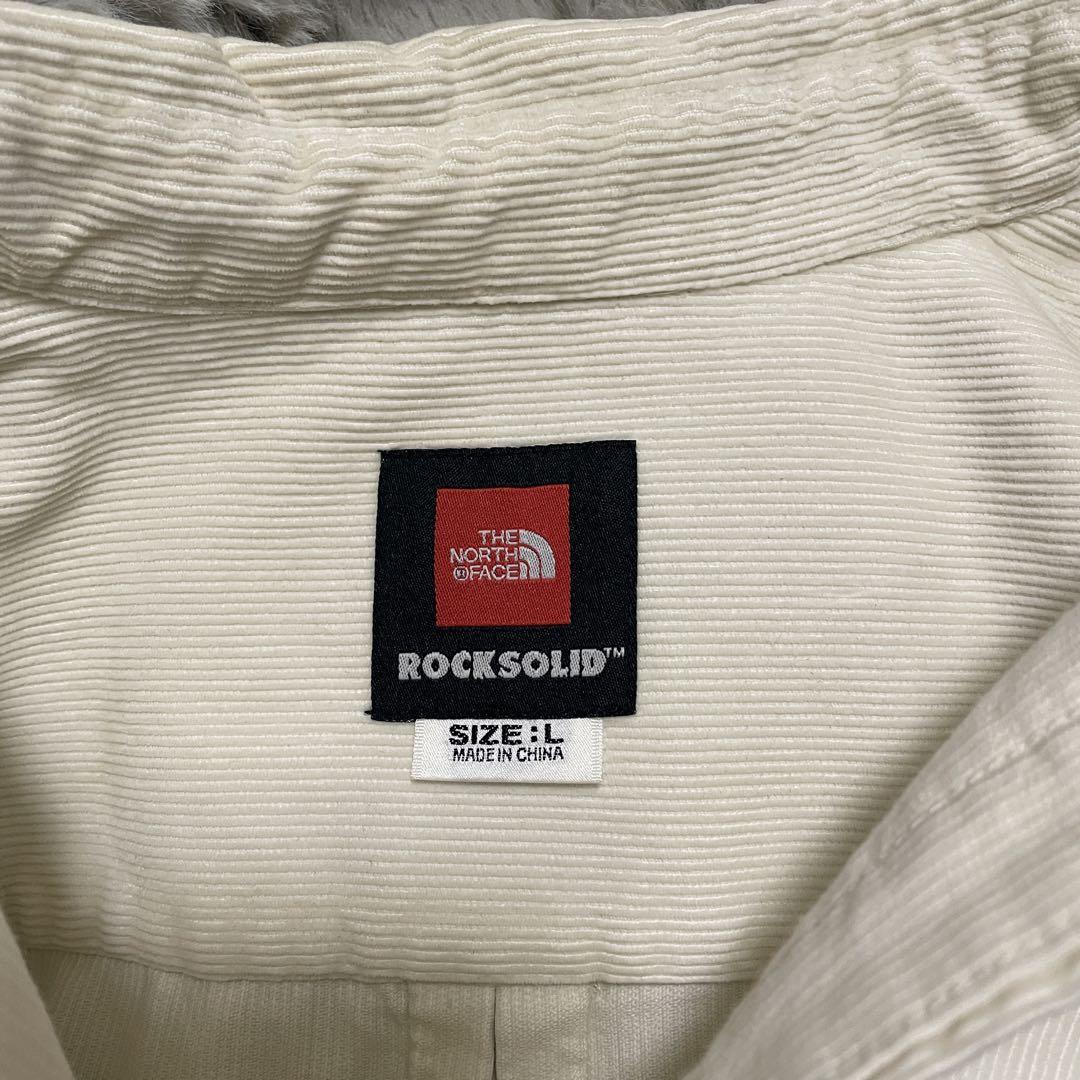 THE
NORTH
FACE
ROCKSOLID™
SIZE:L
MADE IN CHINA